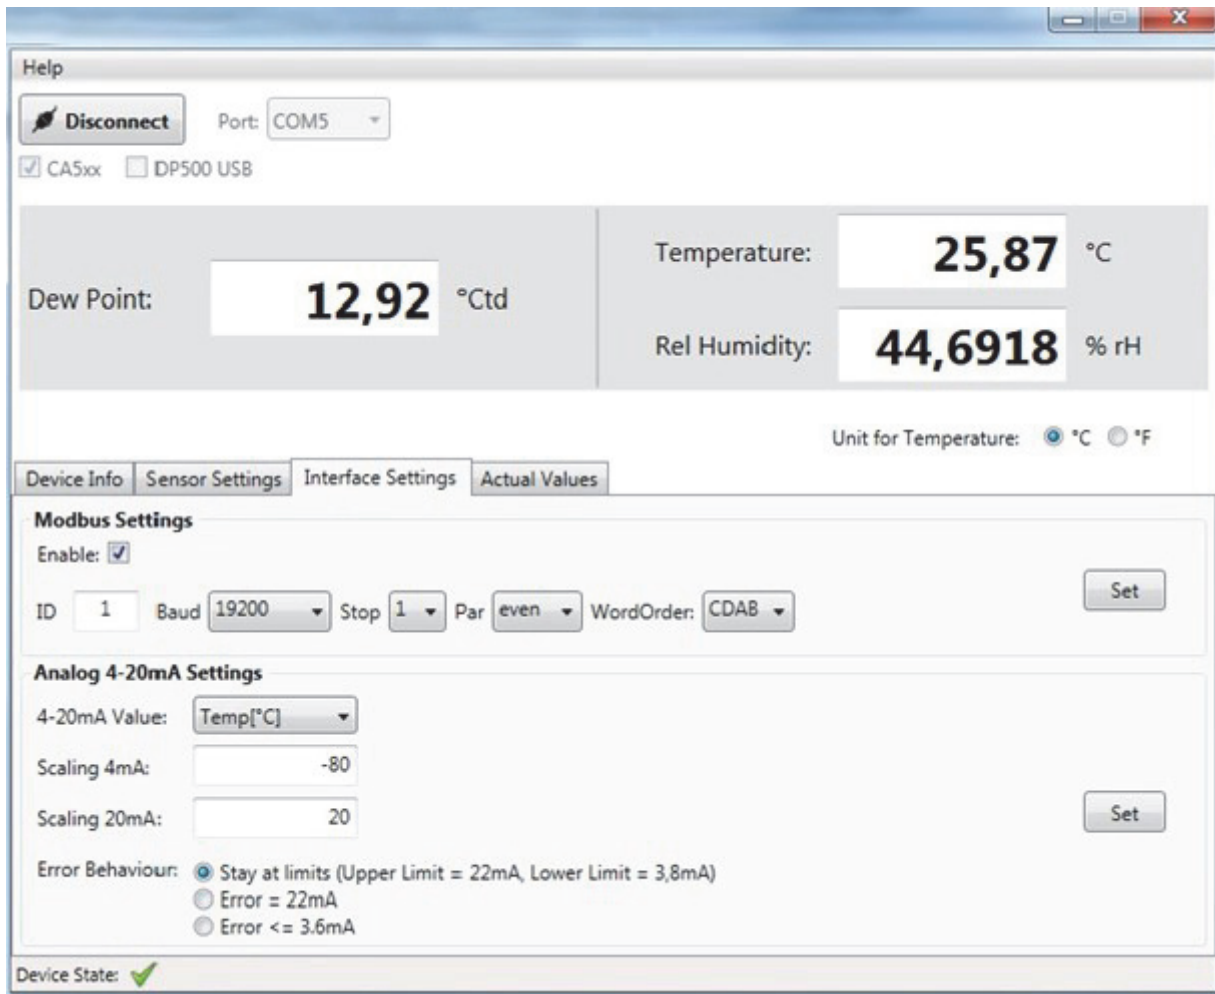 Help
Disconnect Port: COM5
CA5xx DP500 USB
Temperature: 25,87 °C
Dew Point: 12,92 °Ctd
Rel Humidity: 44,6918 % rH
Unit for Temperature: °C °F
Device Info Sensor Settings Interface Settings Actual Values
Modbus Settings
Enable:
ID 1 Baud 19200 Stop 1 Par even WordOrder: CDAB Set
Analog 4-20mA Settings
4-20mA Value: Temp[°C]
Scaling 4mA: -80
Scaling 20mA: 20 Set
Error Behaviour: Stay at limits (Upper Limit = 22mA, Lower Limit = 3,8mA)
Error = 22mA
Error <= 3.6mA
Device State: